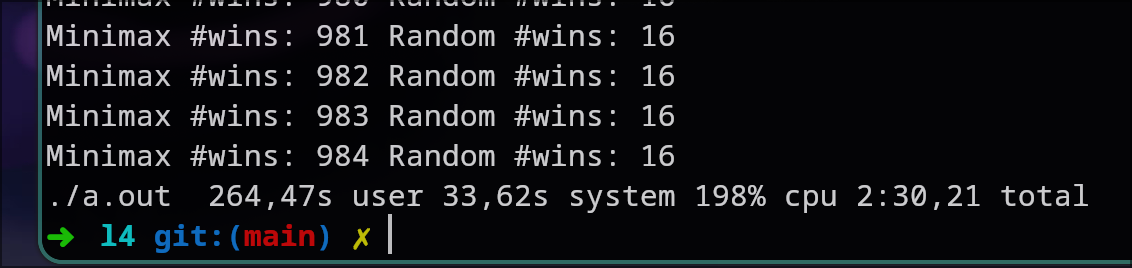 Minimax #wins: 980 Random #wins: 16
Minimax #wins: 981 Random #wins: 16
Minimax #wins: 982 Random #wins: 16
Minimax #wins: 983 Random #wins: 16
Minimax #wins: 984 Random #wins: 16
./a.out  264,47s user 33,62s system 198% cpu 2:30,21 total
➜ l4 git:(main) ✗